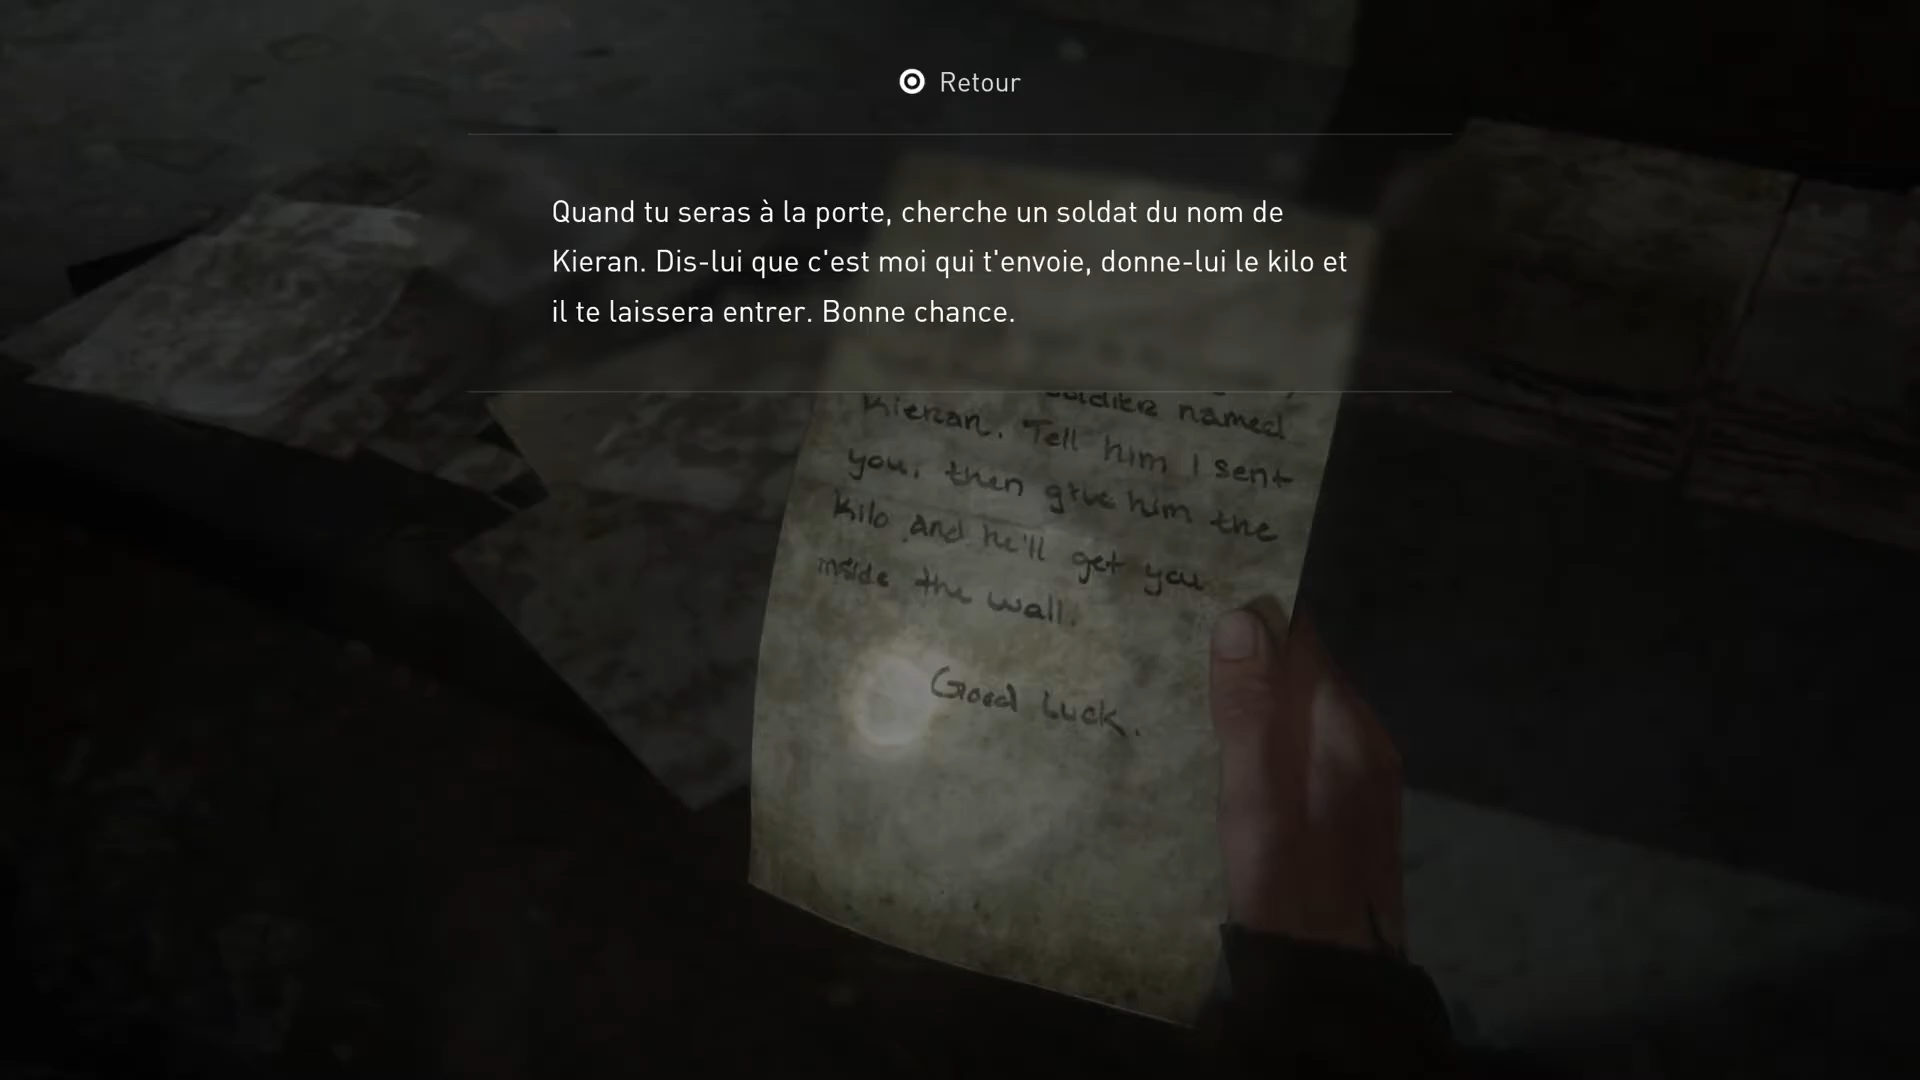 Retour
Quand tu seras à la porte, cherche un soldat du nom de
Kieran. Dis-lui que c'est moi qui t'envoie, donne-lui le kilo et
il te laissera entrer. Bonne chance.
soldier named
Kieran. Tell him I sent
you, then give him the
kilo and he'll get you
inside the wall.
Good Luck.